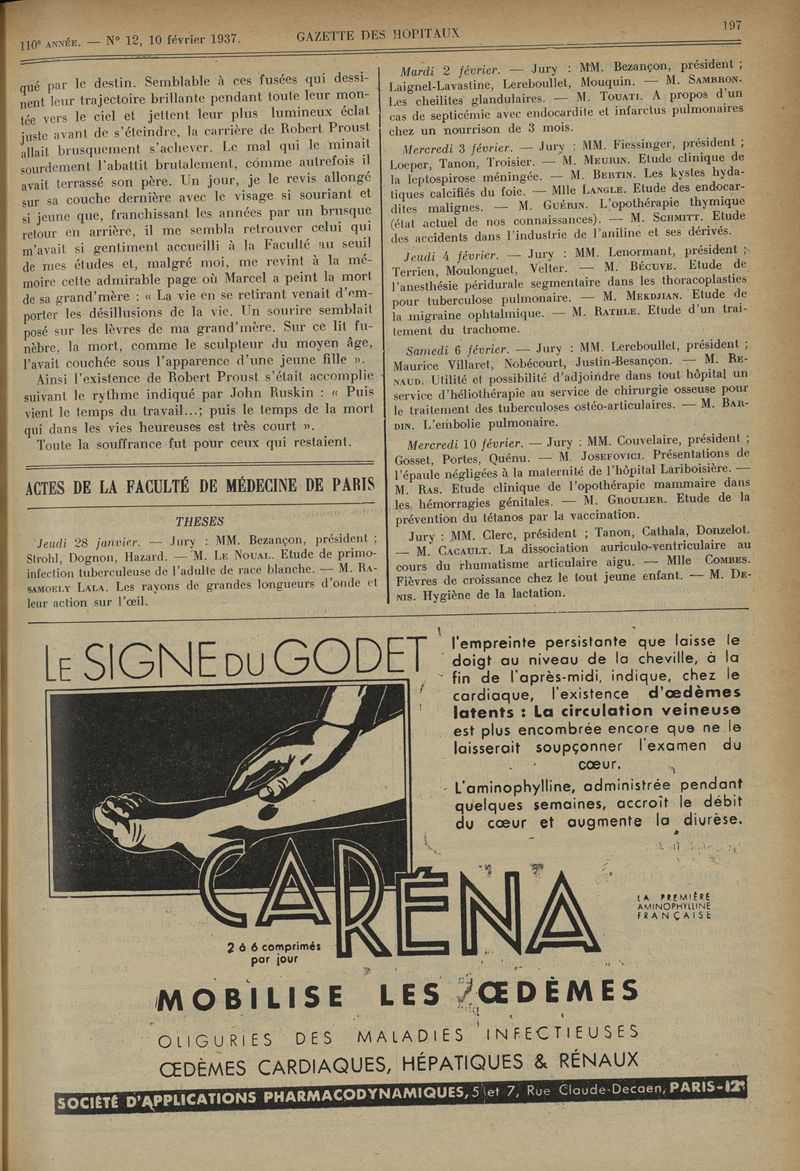 110e ANNÉE. — N° 12, 10 février 1937.
GAZETTE DES HOPITAUX
197
qué par le destin. Semblable à ces fusées qui dessi-
nent leur trajectoire brillante pendant toute leur mon-
tée vers le ciel et jettent leur plus lumineux éclat
juste avant de s'éteindre, la carrière de Robert Proust
allait brusquement s'achever. Le mal qui le minait
sourdement l'abattit brutalement, comme autrefois il
avait terrassé son père. Un jour, je le revis allongé
sur sa couche dernière avec le visage si souriant et
si jeune que, franchissant les années par un brusque
retour en arrière, il me sembla retrouver celui qui
m'avait si gentiment accueilli à la Faculté au seuil
de mes études et, malgré moi, me revint à la mé-
moire cette admirable page où Marcel a peint la mort
de sa grand'mère : « La vie en se retirant venait d'em-
porter les désillusions de la vie. Un sourire semblait
posé sur les lèvres de ma grand'mère. Sur ce lit fu-
nèbre, la mort, comme le sculpteur du moyen âge,
l'avait couchée sous l'apparence d'une jeune fille ».
Ainsi l'existence de Robert Proust s'était accomplie
suivant le rythme indiqué par John Ruskin : « Puis
vient le temps du travail...; puis le temps de la mort
qui dans les vies heureuses est très court ».
Toute la souffrance fut pour ceux qui restaient.
ACTES DE LA FACULTÉ DE MÉDECINE DE PARIS
THESES
Jeudi 28 janvier. — Jury : MM. Bezançon, président ;
Strohl, Dognon, Hazard. — M. LE NOUAL. Etude de primo-
infection tuberculeuse de l'adulte de race blanche. — M. RA-
SAMOELY LALA. Les rayons de grandes longueurs d'onde et
leur action sur l'œil.
Mardi 2 février. — Jury : MM. Bezançon, président ;
Laignel-Lavastine, Lereboullet, Mouquin. — M. SAMBRON.
Les cheilites glandulaires. — M. TOUATI. A propos d'un
cas de septicémie avec endocardite et infarctus pulmonaires
chez un nourrison de 3 mois.
Mercredi 3 février. — Jury : MM. Fiessinger, président ;
Loeper, Tanon, Troisier. — M. MEURIN. Etude clinique de
la leptospirose méningée. — M. BERTIN. Les kystes hyda-
tiques calcifiés du foie. — Mlle LANGLE. Etude des endocar-
dites malignes. — M. GUÉRIN. L'opothérapie thymique
(état actuel de nos connaissances). — M. SCHMITT. Etude
des accidents dans l'industrie de l'aniline et ses dérivés.
Jeudi 4 février. — Jury : MM. Lenormant, président ;
Terrien, Moulonguet, Velter. — M. BÉCUVE. Etude de
l'anesthésie péridurale segmentaire dans les thoracoplasties
pour tuberculose pulmonaire. — M. MEKDJIAN. Etude de
la migraine ophtalmique. — M. RATHLE. Etude d'un trai-
tement du trachome.
Samedi 6 février. — Jury : MM. Lereboullet, président ;
Maurice Villaret, Nobécourt, Justin-Besançon. — M. RE-
NAUD. Utilité et possibilité d'adjoindre dans tout hôpital un
service d'héliothérapie au service de chirurgie osseuse pour
le traitement des tuberculoses ostéo-articulaires. — M. BAR-
DIN. L'embolie pulmonaire.
Mercredi 10 février. — Jury : MM. Couvelaire, président ;
Gosset, Portes, Quénu. — M. JOSEFOVICI. Présentations de
l'épaule négligées à la maternité de l'hôpital Lariboisière. —
M. RAS. Etude clinique de l'opothérapie mammaire dans
les hémorragies génitales. — M. GROULIER. Etude de la
prévention du tétanos par la vaccination.
Jury : MM. Clerc, président ; Tanon, Cathala, Donzelot.
— M. CACAULT. La dissociation auriculo-ventriculaire au
cours du rhumatisme articulaire aigu. — Mlle COMBES.
Fièvres de croissance chez le tout jeune enfant. — M. DE-
NIS. Hygiène de la lactation.
LE SIGNE DU GODET
l'empreinte persistante que laisse le
doigt au niveau de la cheville, à la
fin de l'après-midi, indique, chez le
cardiaque, l'existence d'œdèmes
latents : La circulation veineuse
est plus encombrée encore que ne le
laisserait soupçonner l'examen du
cœur.
L'aminophylline, administrée pendant
quelques semaines, accroît le débit
du cœur et augmente la diurèse.
CARÉNA
LA PREMIÈRE
AMINOPHYLLINE
FRANÇAISE
2 à 6 comprimés
par jour
MOBILISE LES ŒDÈMES
OLIGURIES DES MALADIES INFECTIEUSES
ŒDÈMES CARDIAQUES, HÉPATIQUES & RÉNAUX
SOCIÉTÉ D'APPLICATIONS PHARMACODYNAMIQUES, 5 et 7, Rue Claude-Decaen, PARIS-12e